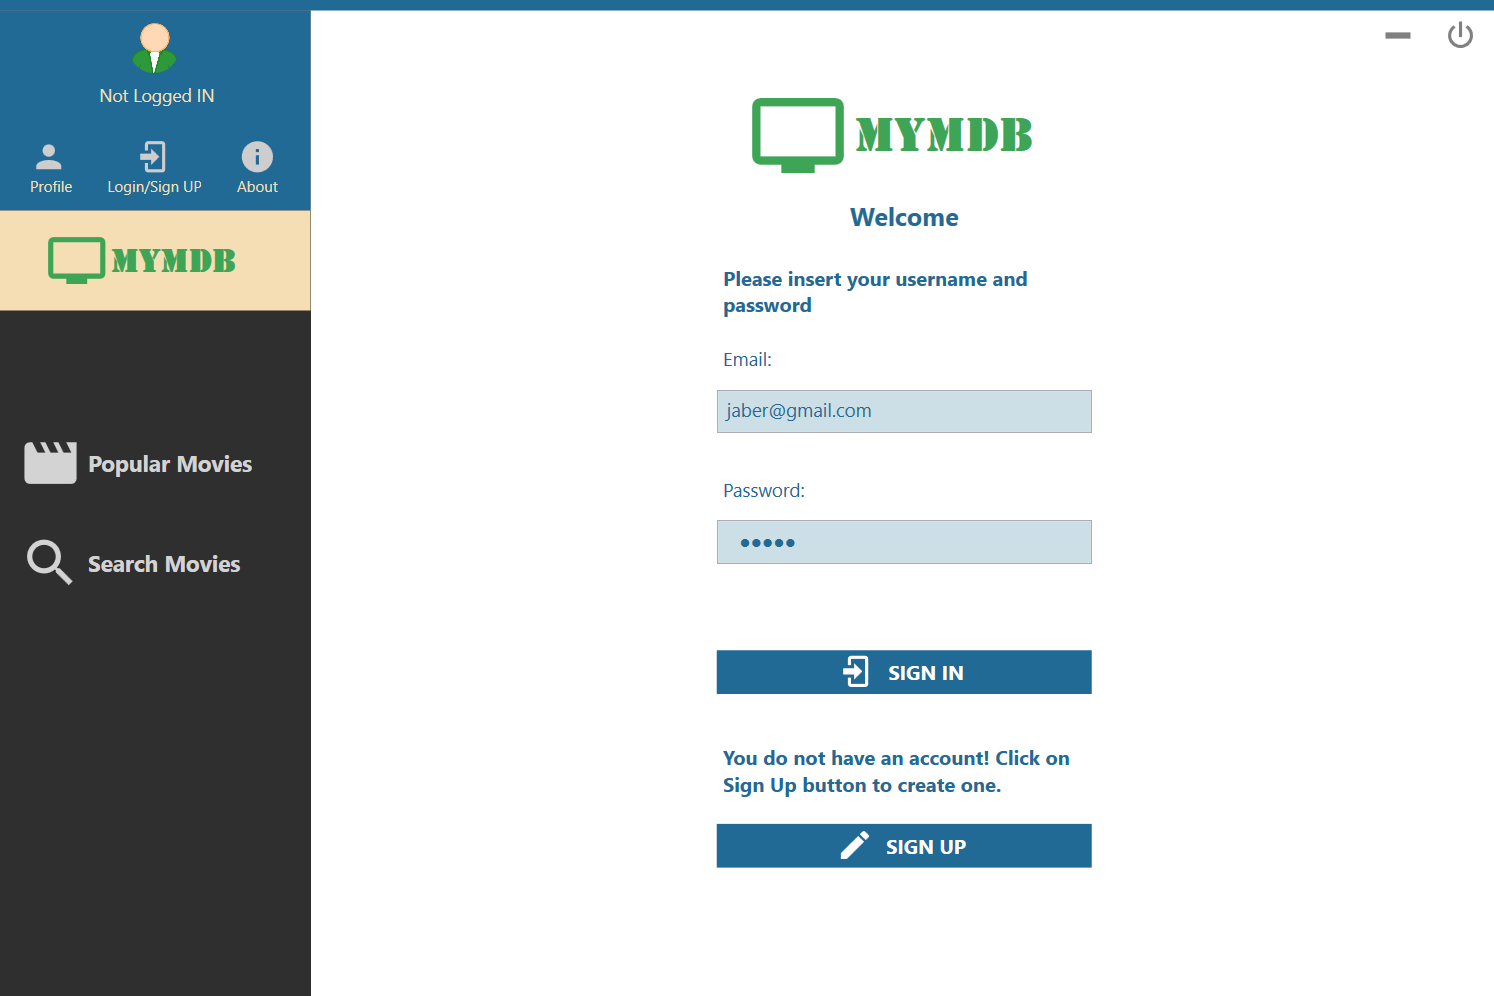 Not Logged IN
Profile
Login/Sign UP
About
MYMDB
Popular Movies
Search Movies
MYMDB
Welcome
Please insert your username and
password
Email:
jaber@gmail.com
Password:
•••••
SIGN IN
You do not have an account! Click on
Sign Up button to create one.
SIGN UP